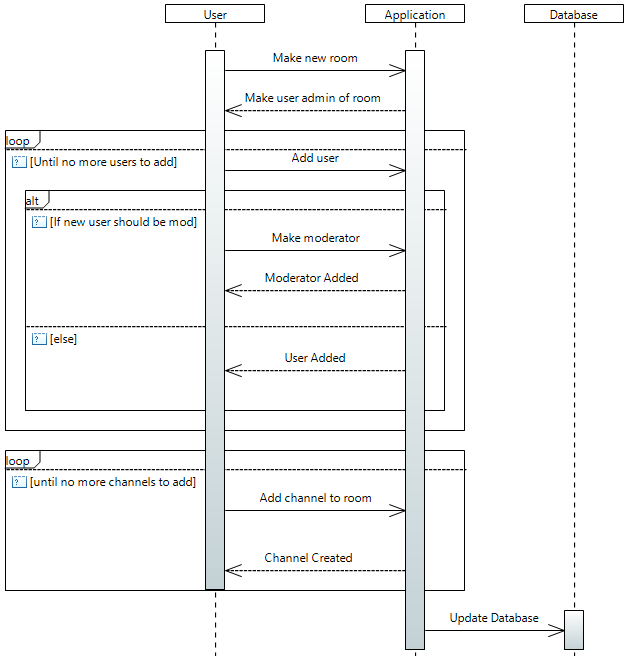 User
Application
Database
Make new room
Make user admin of room
loop
[Until no more users to add]
Add user
alt
[If new user should be mod]
Make moderator
Moderator Added
[else]
User Added
loop
[until no more channels to add]
Add channel to room
Channel Created
Update Database